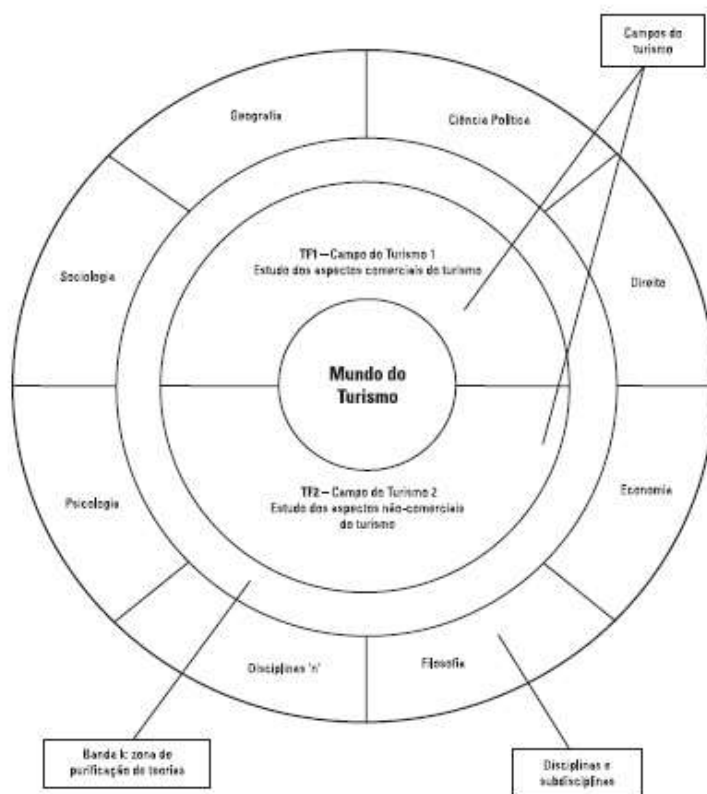 Campos do
turismo
Geografia
Ciência Política
TF1 – Campo do Turismo 1
Estudo dos aspectos comerciais do turismo
Sociologia
Direito
Mundo do
Turismo
TF2 – Campo do Turismo 2
Estudo dos aspectos não-comerciais
do turismo
Psicologia
Economia
Disciplinas 'n'
Filosofia
Banda k: zona de
purificação de teorias
Disciplinas e
subdisciplinas